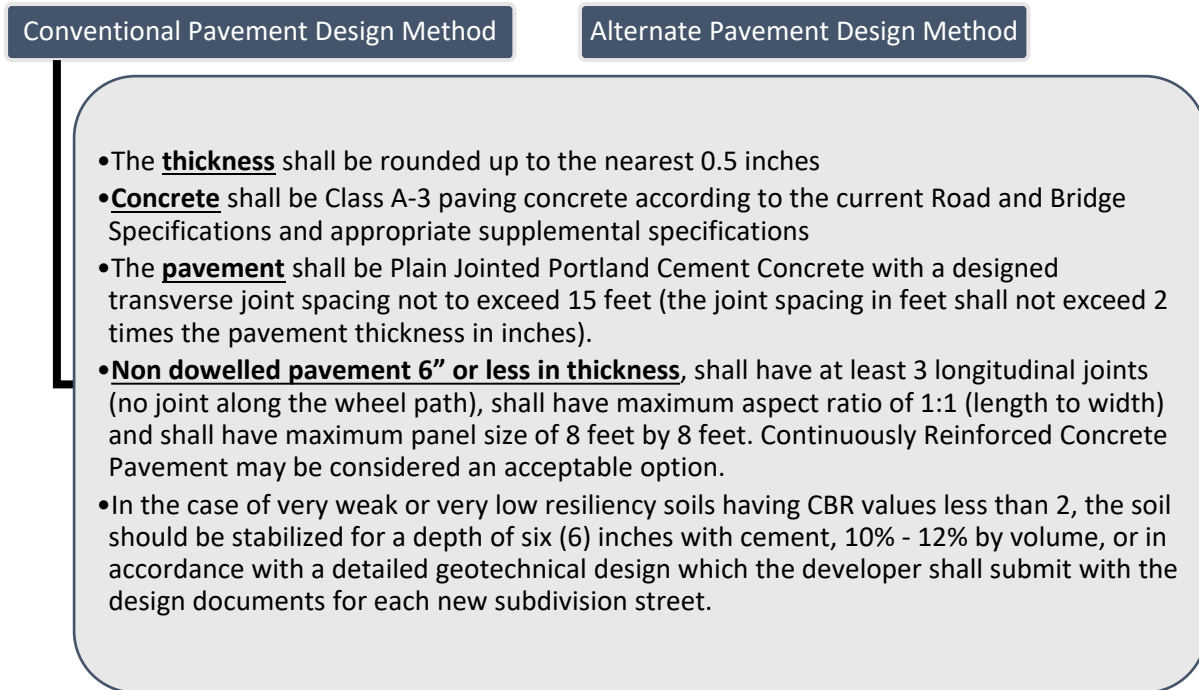 Conventional Pavement Design Method
Alternate Pavement Design Method
•The thickness shall be rounded up to the nearest 0.5 inches
•Concrete shall be Class A-3 paving concrete according to the current Road and Bridge
Specifications and appropriate supplemental specifications
•The pavement shall be Plain Jointed Portland Cement Concrete with a designed
transverse joint spacing not to exceed 15 feet (the joint spacing in feet shall not exceed 2
times the pavement thickness in inches).
•Non dowelled pavement 6” or less in thickness, shall have at least 3 longitudinal joints
(no joint along the wheel path), shall have maximum aspect ratio of 1:1 (length to width)
and shall have maximum panel size of 8 feet by 8 feet. Continuously Reinforced Concrete
Pavement may be considered an acceptable option.
•In the case of very weak or very low resiliency soils having CBR values less than 2, the soil
should be stabilized for a depth of six (6) inches with cement, 10% - 12% by volume, or in
accordance with a detailed geotechnical design which the developer shall submit with the
design documents for each new subdivision street.